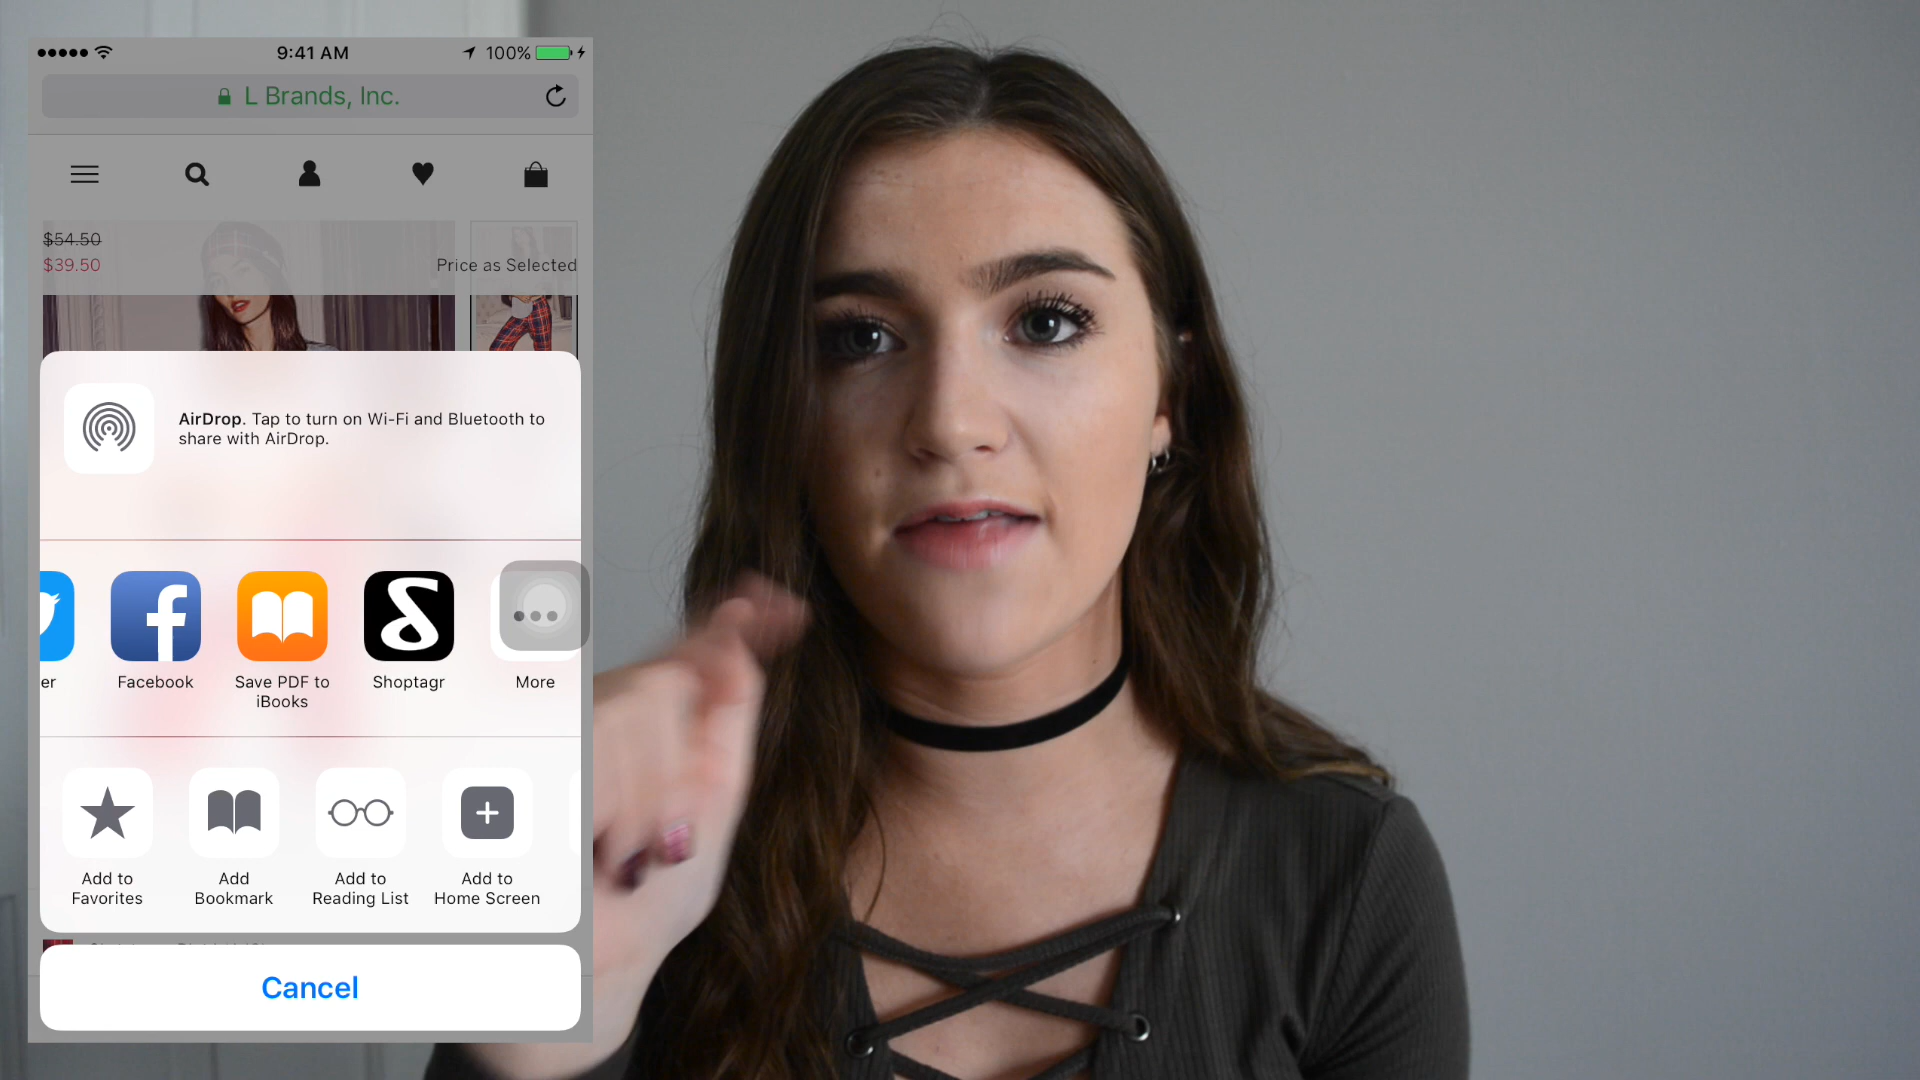 9:41 AM
100%
L Brands, Inc.
$54.50
$39.50
Price as Selected
AirDrop. Tap to turn on Wi-Fi and Bluetooth to
share with AirDrop.
er
Facebook
Save PDF to
iBooks
Shoptagr
More
Add to
Favorites
Add
Bookmark
Add to
Reading List
Add to
Home Screen
Cancel